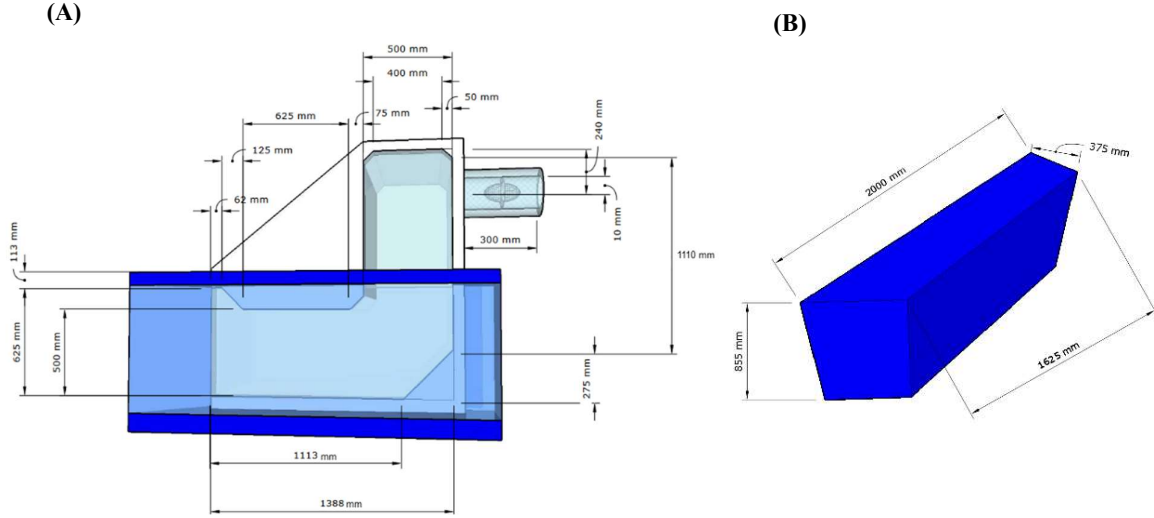 (A)
(B)
500 mm
400 mm
50 mm
75 mm
625 mm
240 mm
125 mm
62 mm
10 mm
300 mm
113 mm
1110 mm
625 mm
500 mm
275 mm
1113 mm
1388 mm
375 mm
2000 mm
855 mm
1625 mm